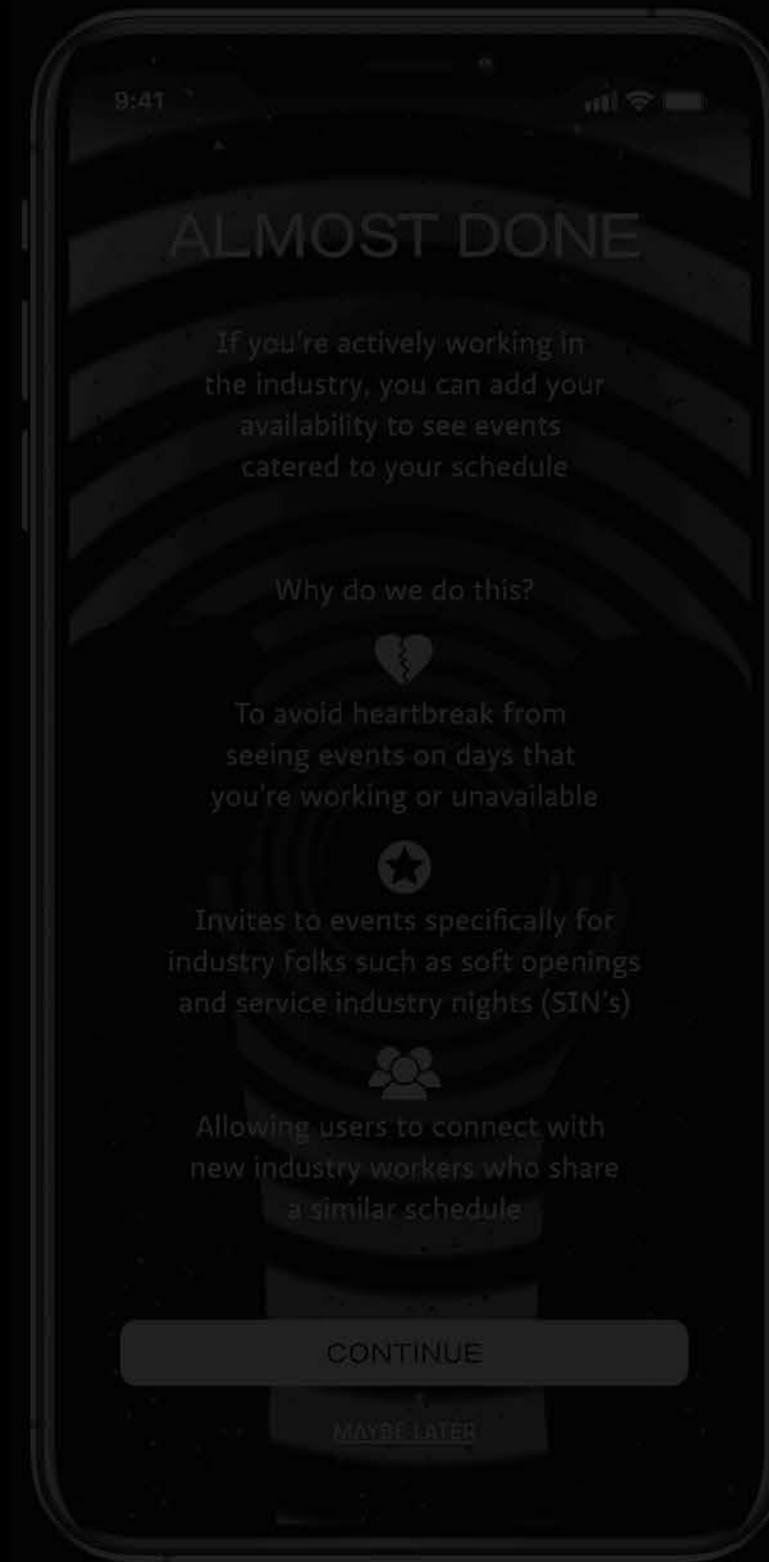 9:41
ALMOST DONE
If you're actively working in
the industry, you can add your
availability to see events
catered to your schedule
Why do we do this?
To avoid heartbreak from
seeing events on days that
you're working or unavailable
Invites to events specifically for
industry folks such as soft openings
and service industry nights (SIN's)
Allowing users to connect with
new industry workers who share
a similar schedule
CONTINUE
MAYBE LATER